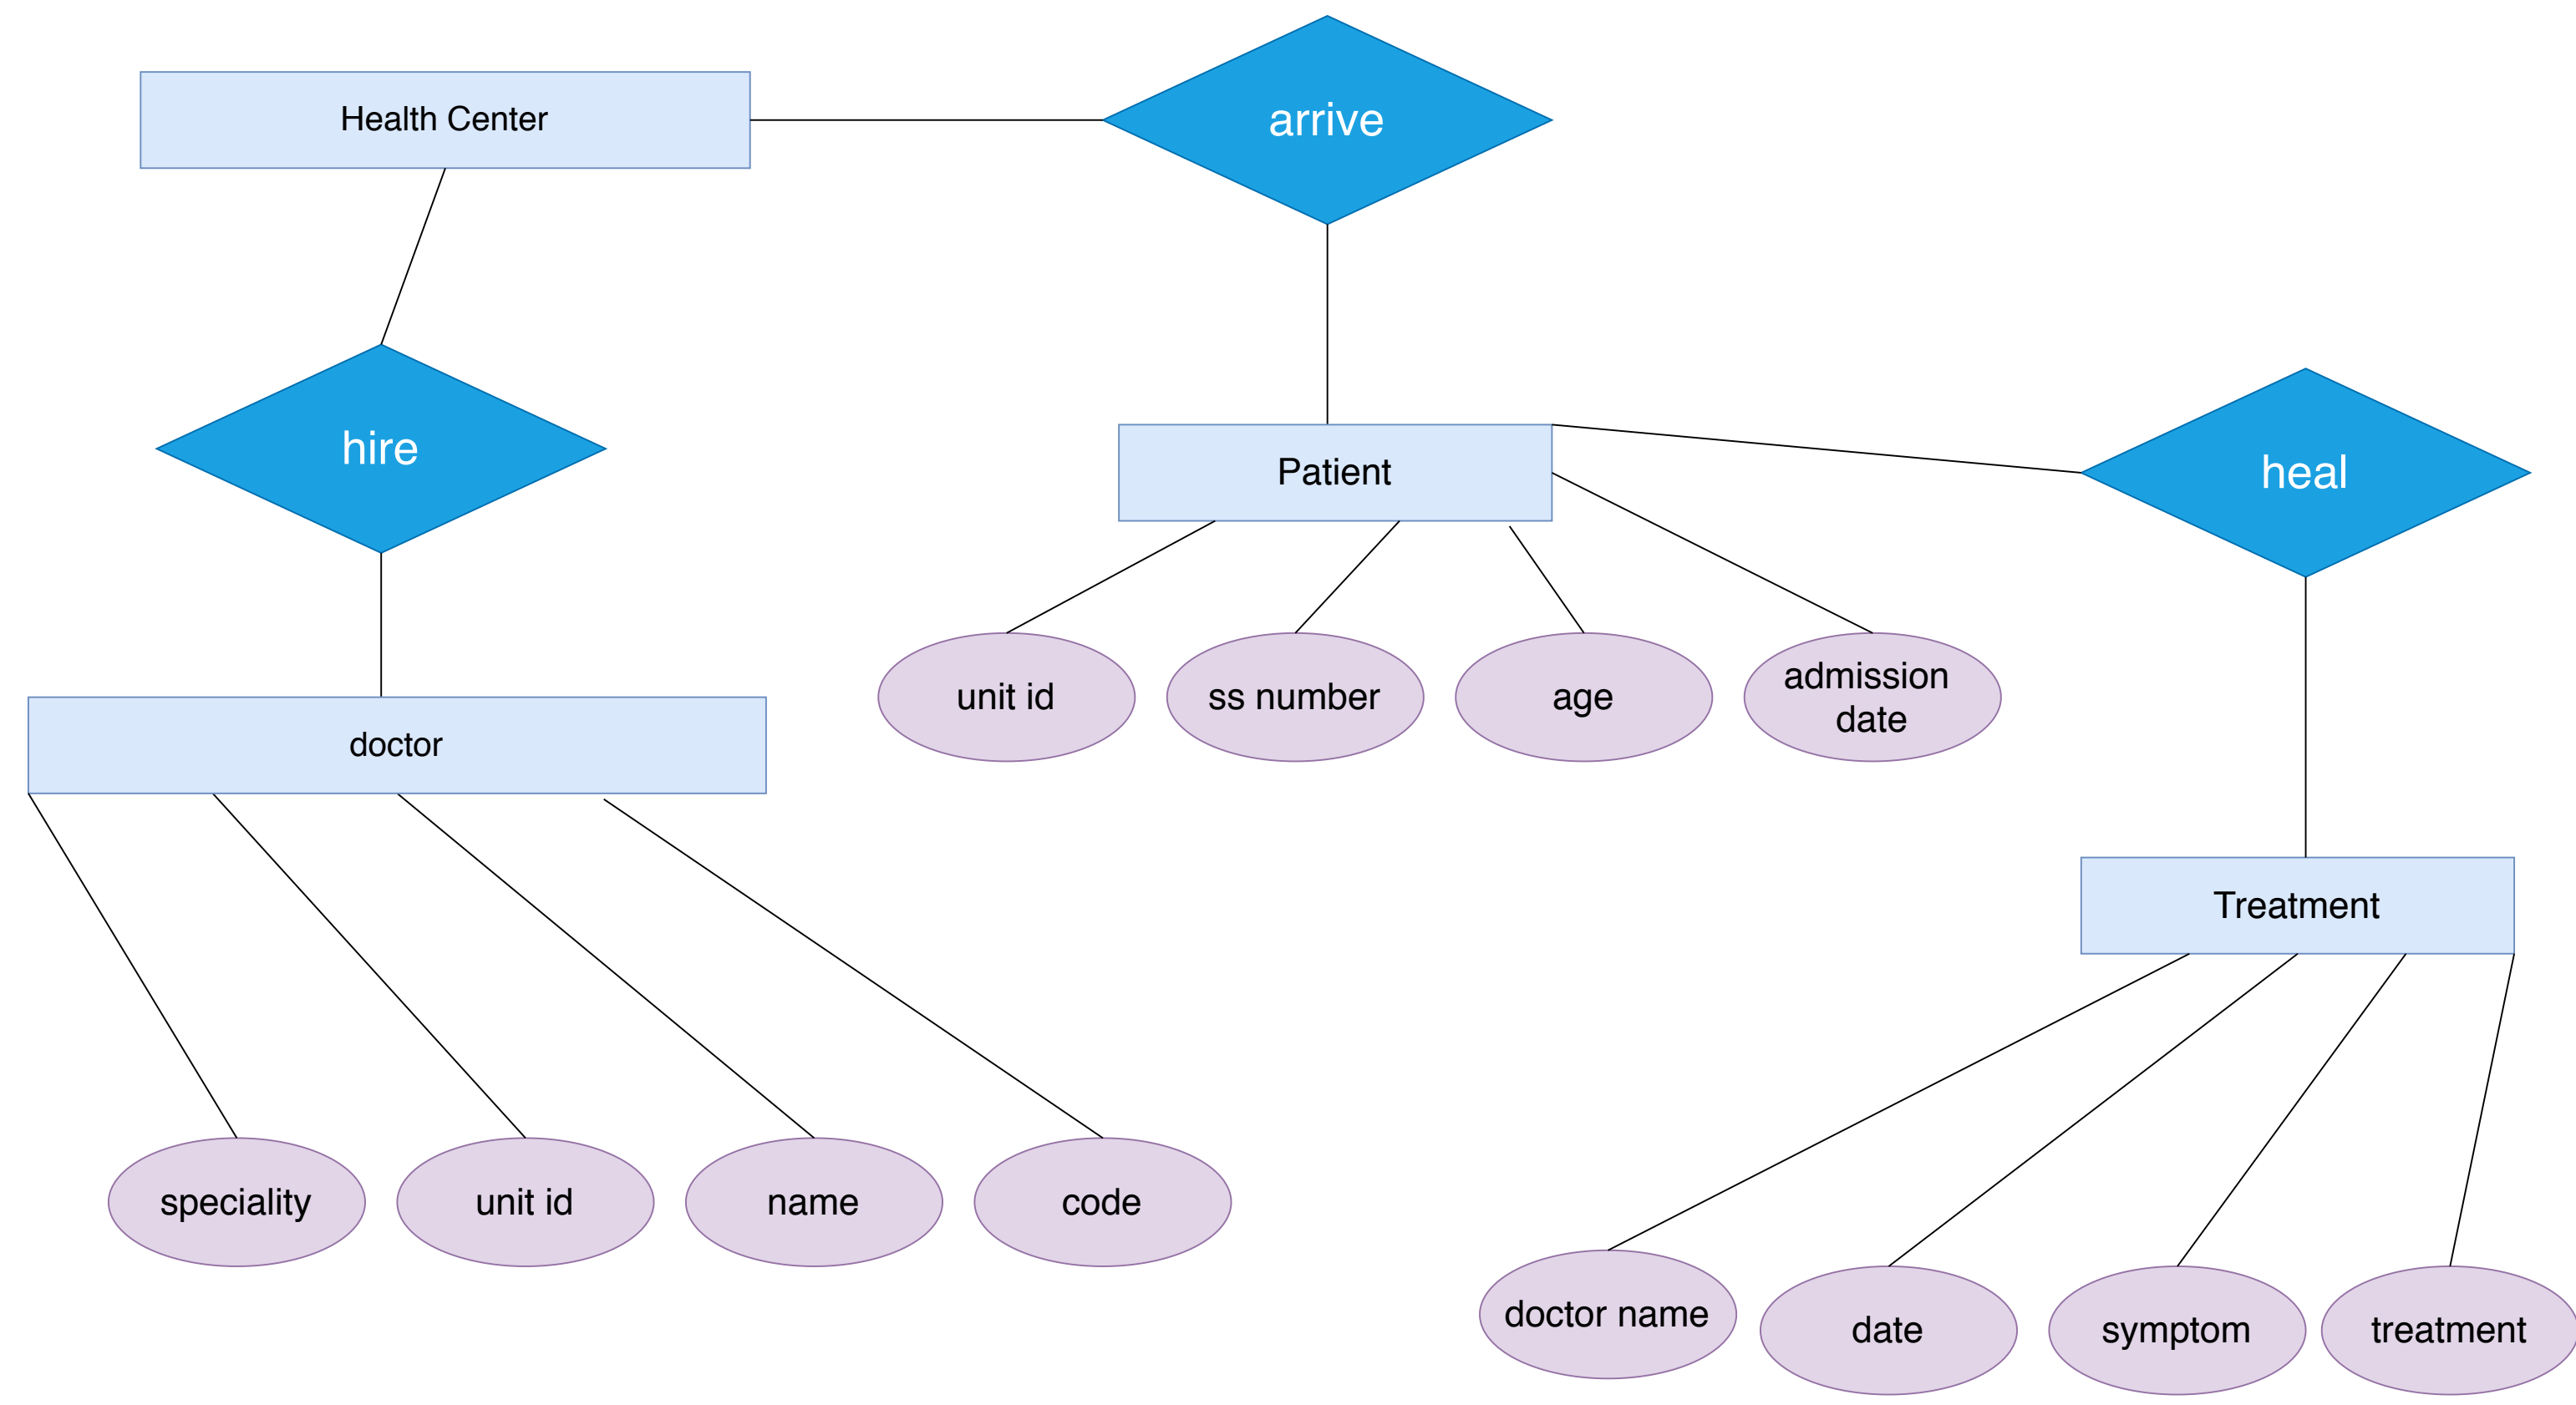 Health Center
arrive
hire
Patient
heal
unit id
ss number
age
admission
date
doctor
Treatment
speciality
unit id
name
code
doctor name
date
symptom
treatment